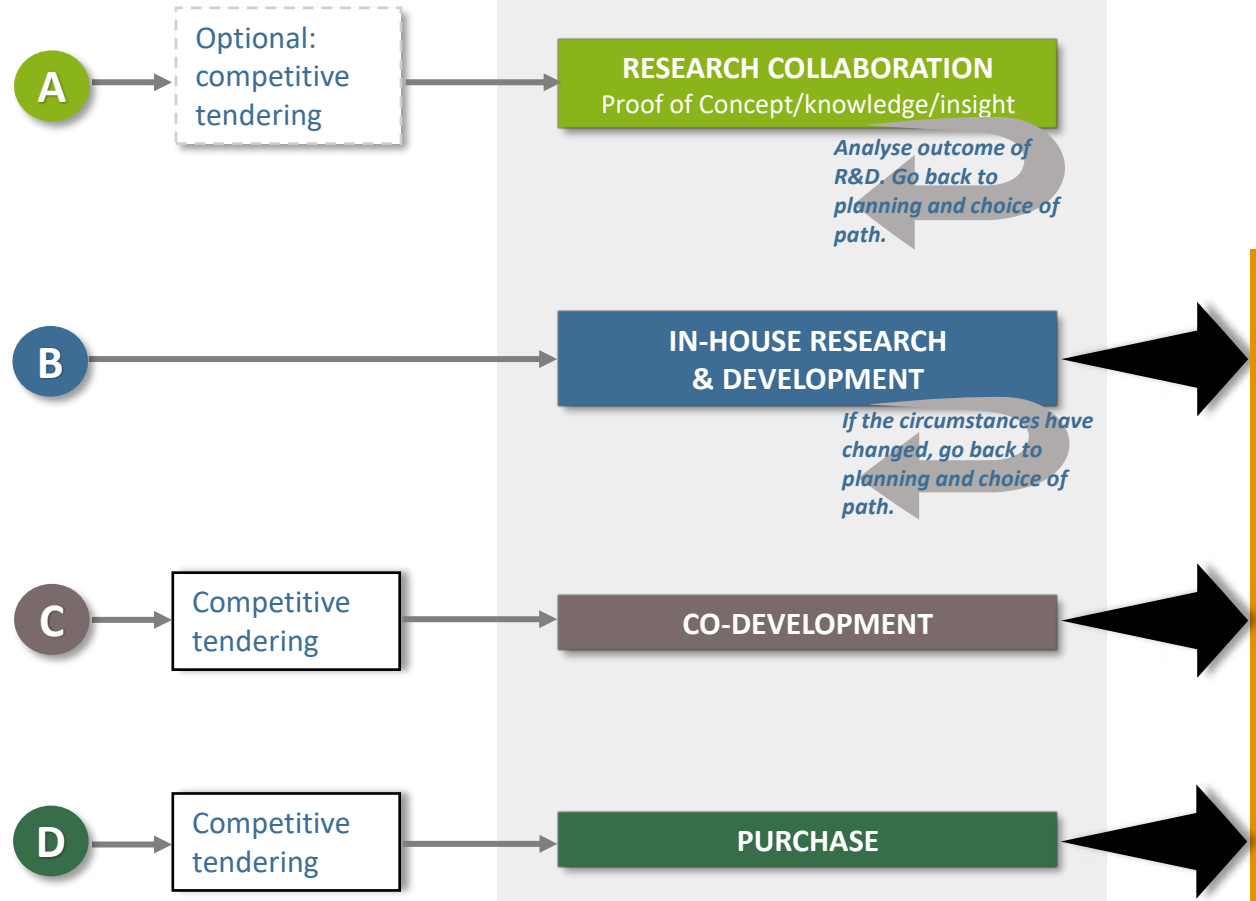 A
Optional:
competitive
tendering
RESEARCH COLLABORATION
Proof of Concept/knowledge/insight
Analyse outcome of
R&D. Go back to
planning and choice of
path.
B
IN-HOUSE RESEARCH
& DEVELOPMENT
If the circumstances have
changed, go back to
planning and choice of
path.
C
Competitive
tendering
CO-DEVELOPMENT
D
Competitive
tendering
PURCHASE